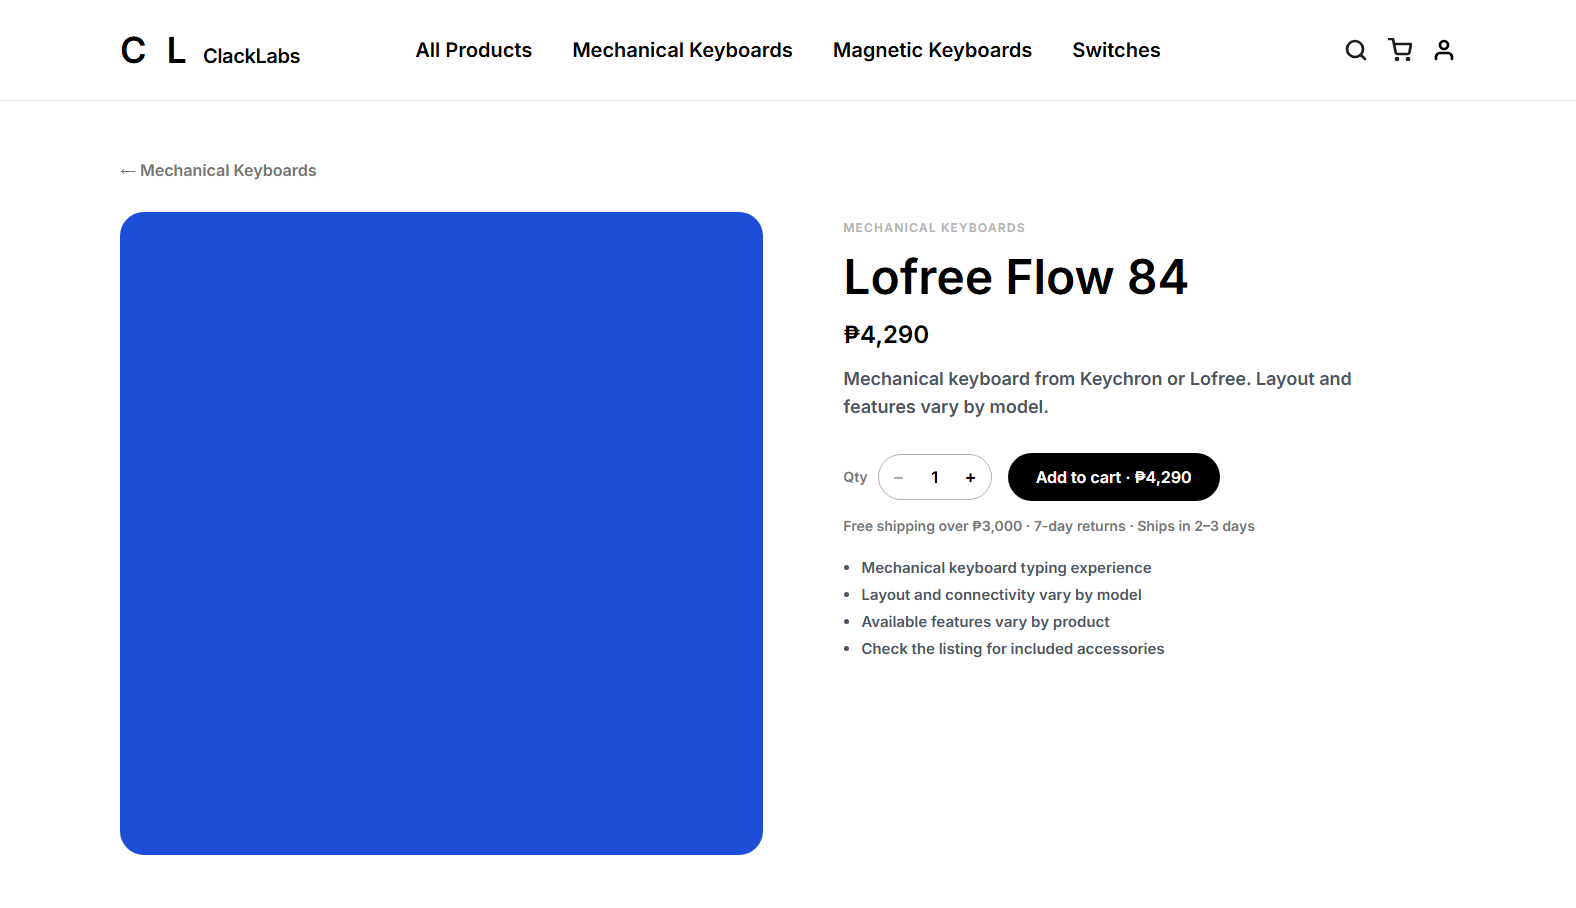 C L ClackLabs
All Products Mechanical Keyboards Magnetic Keyboards Switches
← Mechanical Keyboards
MECHANICAL KEYBOARDS
Lofree Flow 84
₱4,290
Mechanical keyboard from Keychron or Lofree. Layout and
features vary by model.
Qty − 1 + Add to cart · ₱4,290
Free shipping over ₱3,000 · 7-day returns · Ships in 2–3 days
• Mechanical keyboard typing experience
• Layout and connectivity vary by model
• Available features vary by product
• Check the listing for included accessories